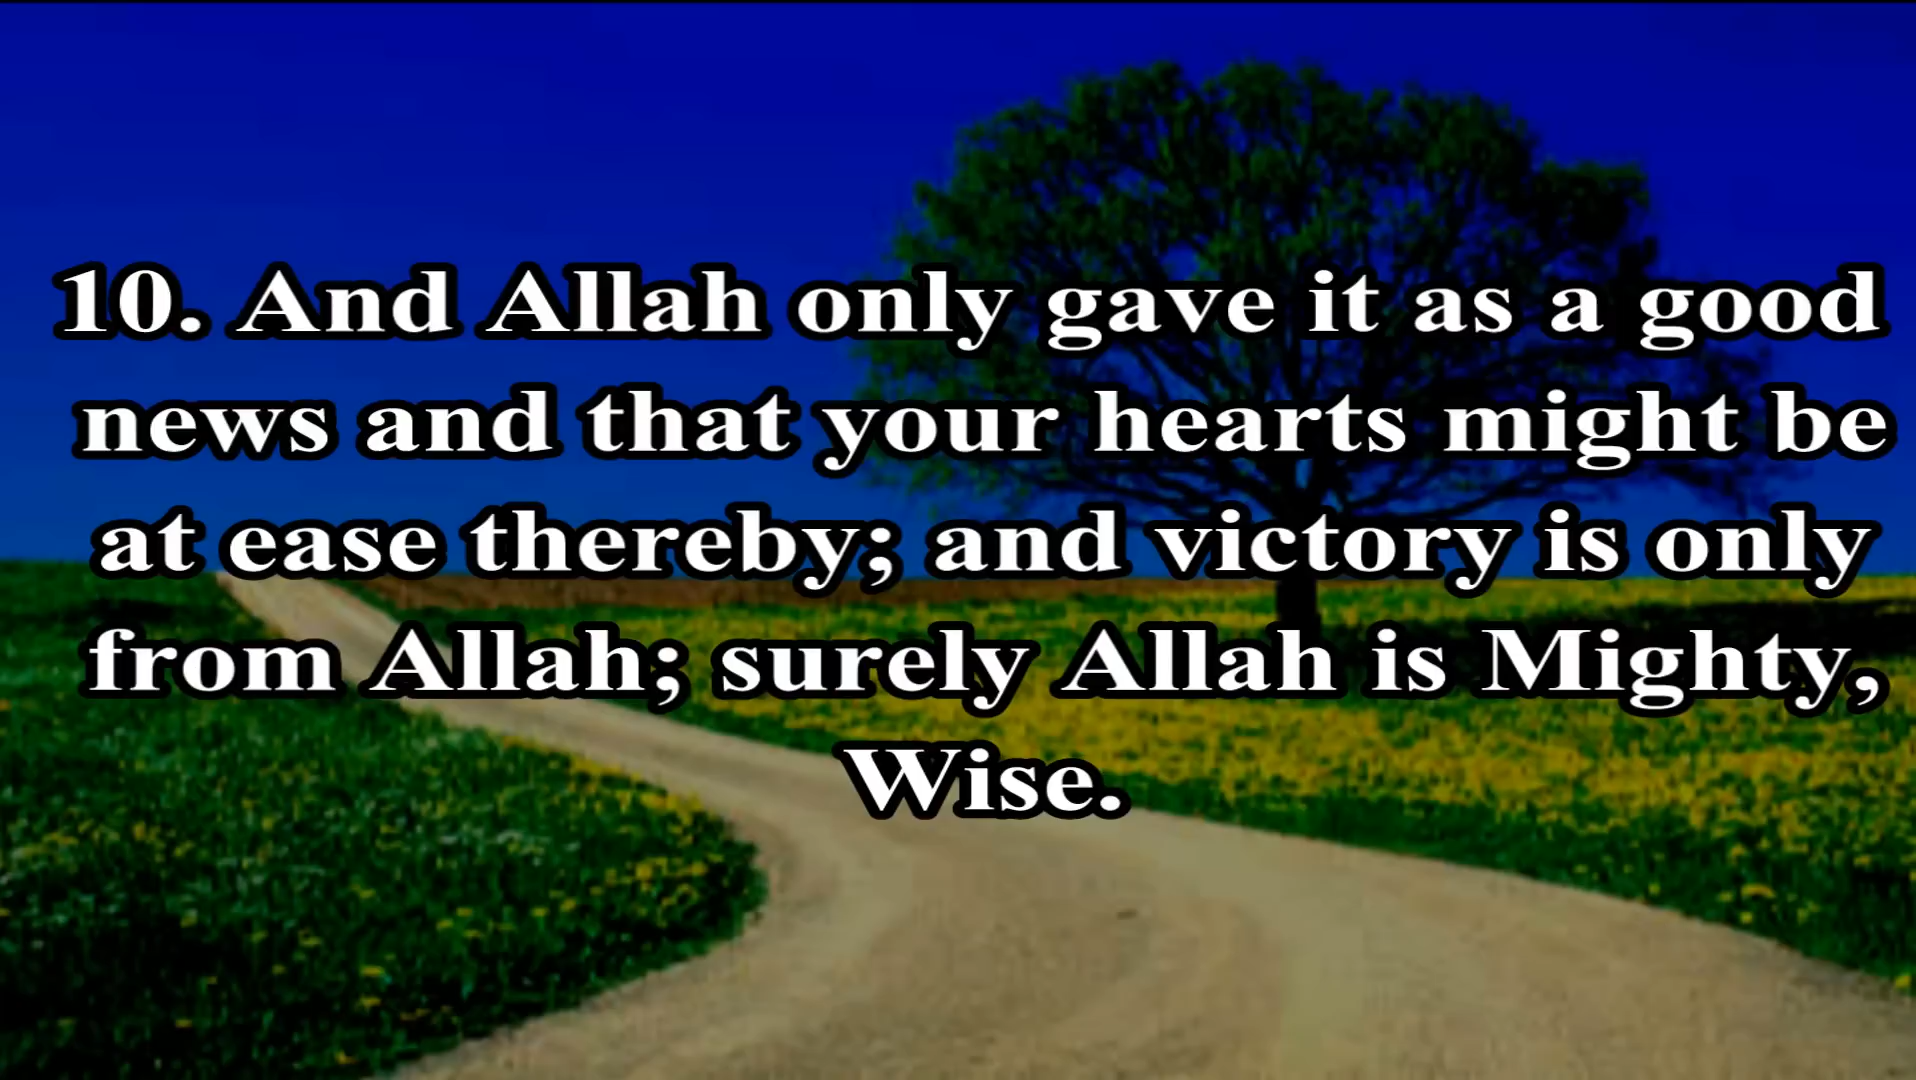 10. And Allah only gave it as a good
news and that your hearts might be
at ease thereby; and victory is only
from Allah; surely Allah is Mighty,
Wise.